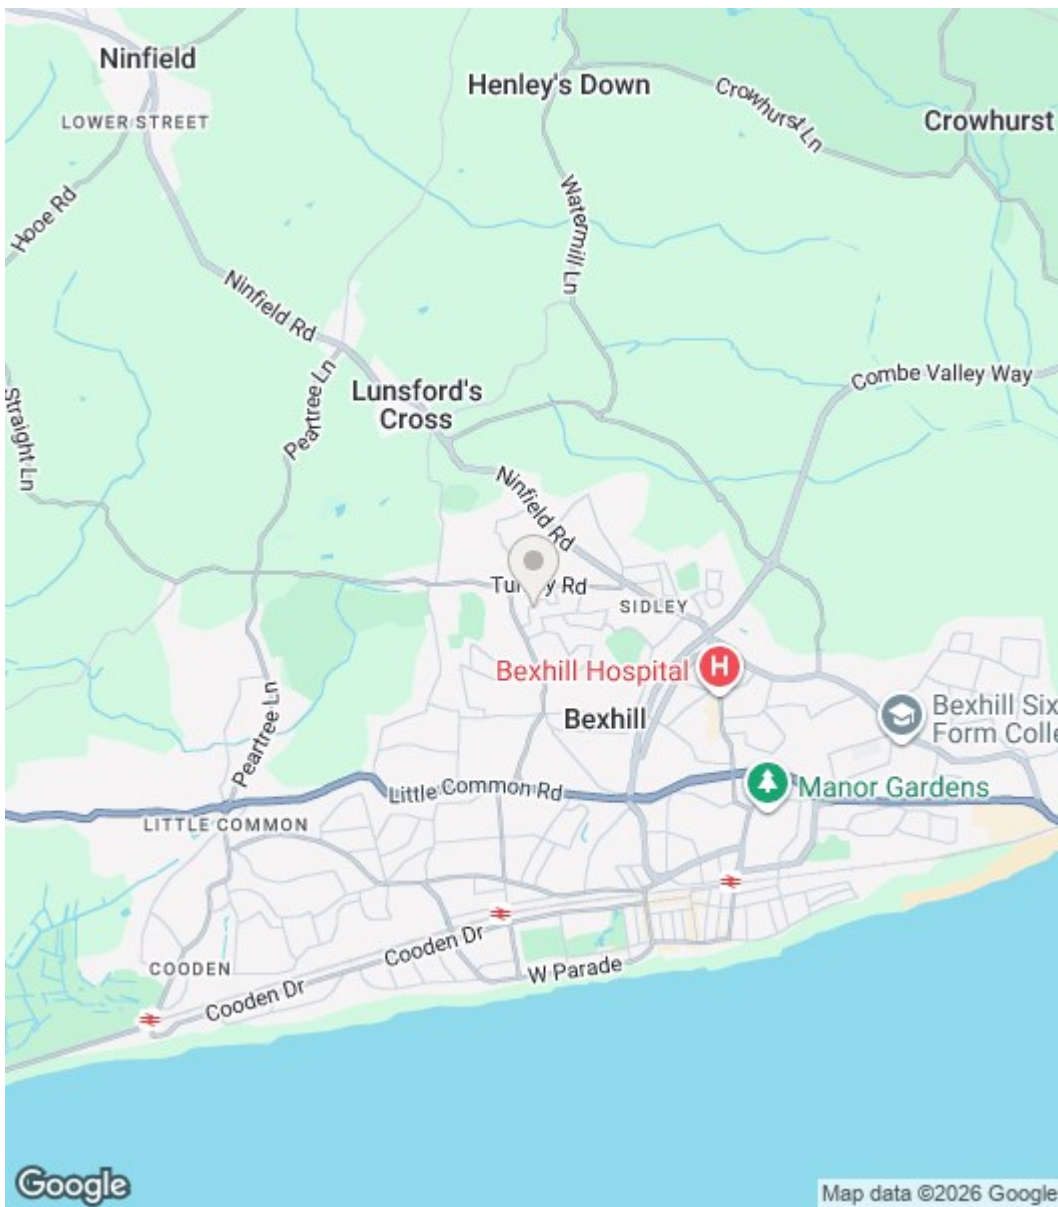 Ninfield
Henley's Down
Crowhurst Ln
Crowhurst
LOWER STREET
Hooe Rd
Watermill Ln
Ninfield Rd
Combe Valley Way
Peartree Ln
Lunsford's
Cross
Straight Ln
Ninfield Rd
Rd
SIDLEY
Bexhill Hospital
H
Bexhill
Bexhill Six
Form Colle
Peartree Ln
Little Common Rd
Manor Gardens
LITTLE COMMON
Cooden Dr
COODEN
W Parade
Cooden Dr
Google
Map data ©2026 Google